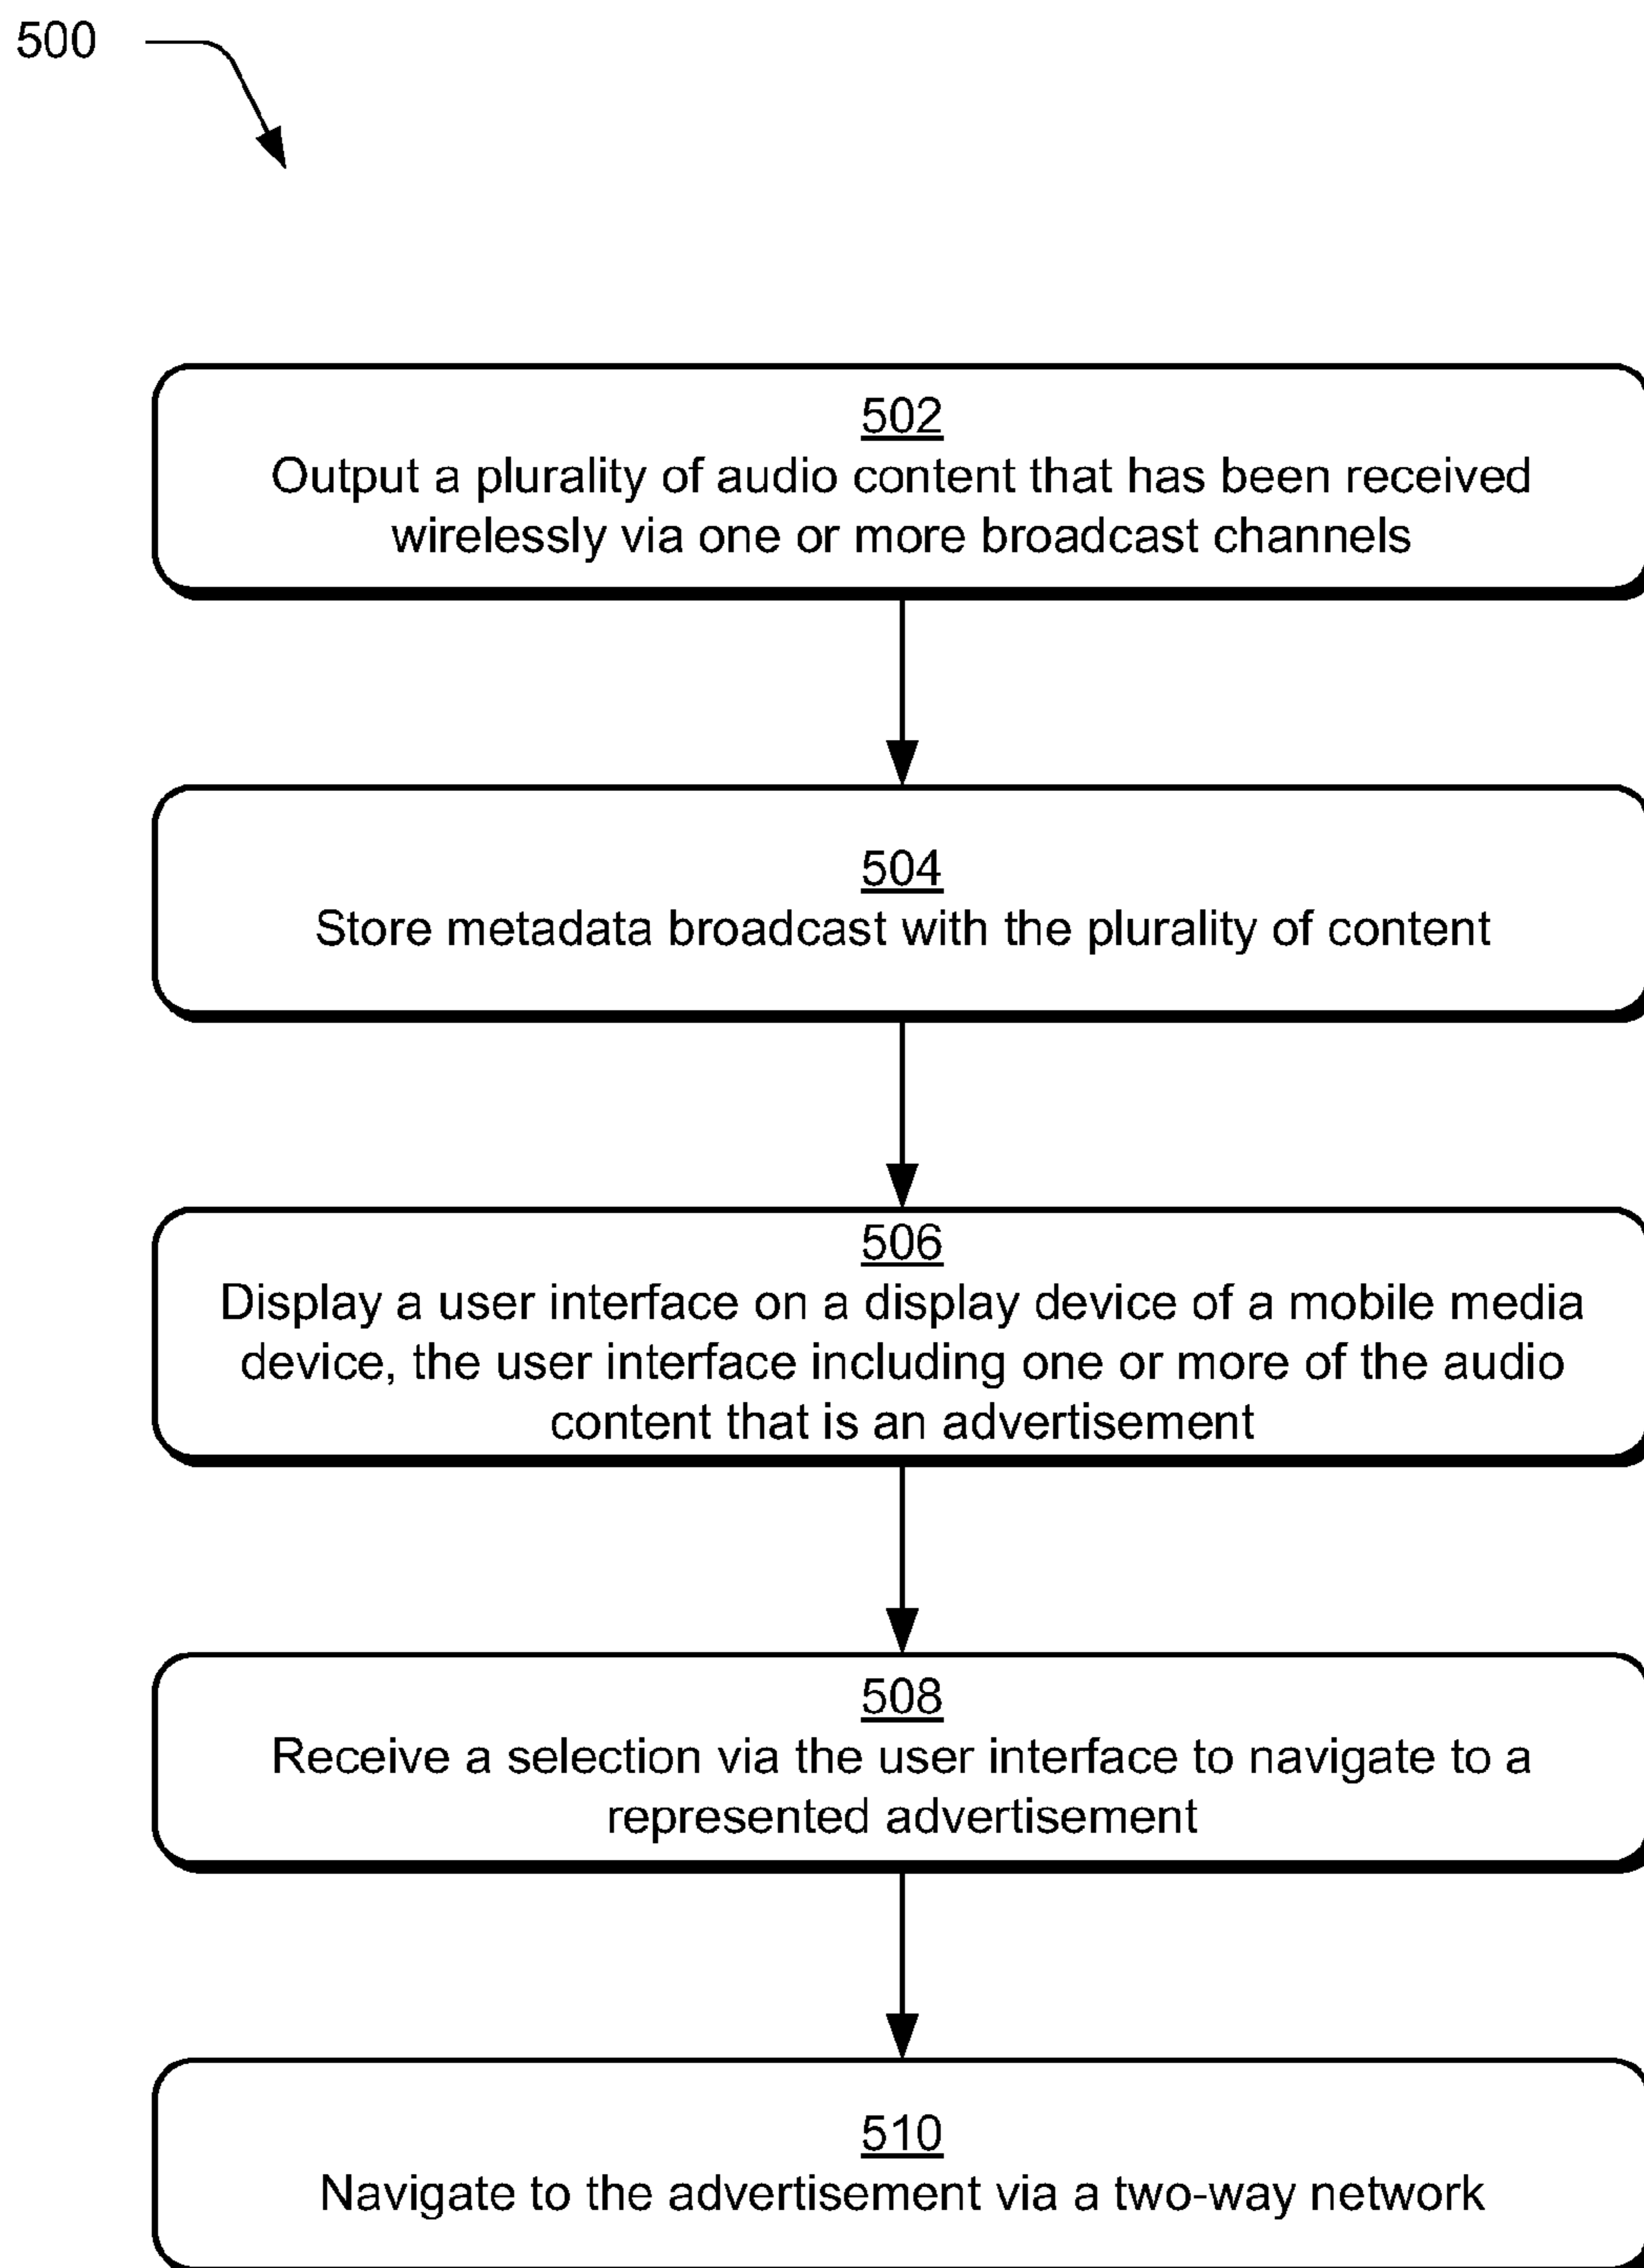 500
502
Output a plurality of audio content that has been received
wirelessly via one or more broadcast channels
504
Store metadata broadcast with the plurality of content
506
Display a user interface on a display device of a mobile media
device, the user interface including one or more of the audio
content that is an advertisement
508
Receive a selection via the user interface to navigate to a
represented advertisement
510
Navigate to the advertisement via a two-way network